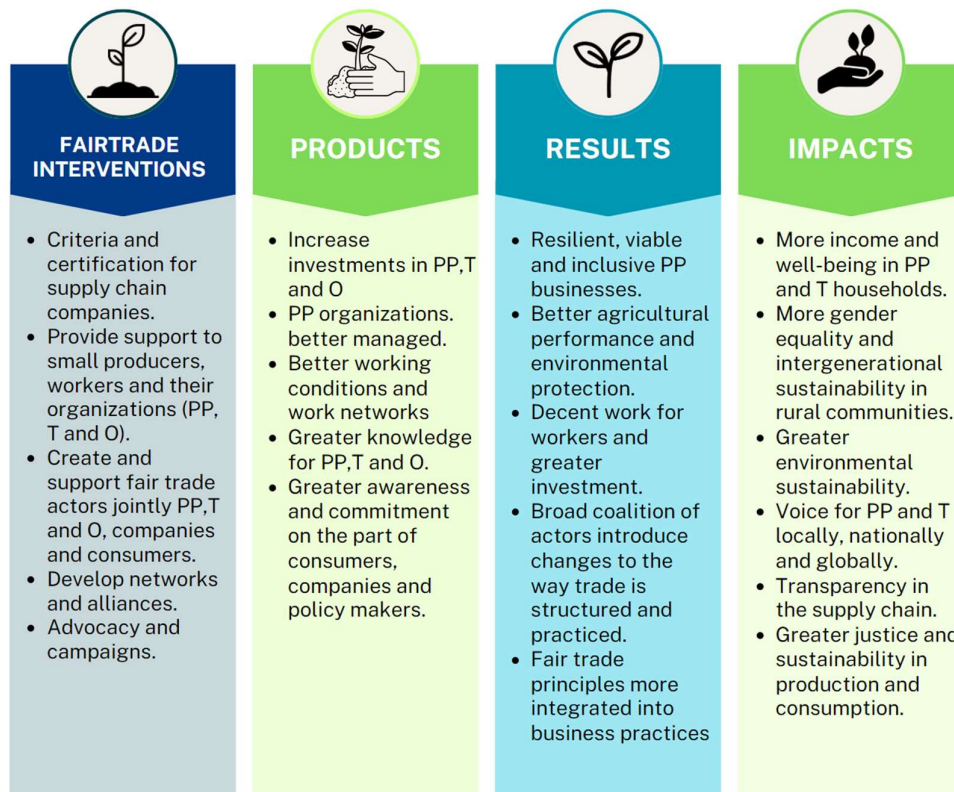 FAIRTRADE
INTERVENTIONS
• Criteria and
certification for
supply chain
companies.
• Provide support to
small producers,
workers and their
organizations (PP,
T and O).
• Create and
support fair trade
actors jointly PP,T
and O, companies
and consumers.
• Develop networks
and alliances.
• Advocacy and
campaigns.
PRODUCTS
• Increase
investments in PP,T
and O
• PP organizations.
better managed.
• Better working
conditions and
work networks
• Greater knowledge
for PP,T and O.
• Greater awareness
and commitment
on the part of
consumers,
companies and
policy makers.
RESULTS
• Resilient, viable
and inclusive PP
businesses.
• Better agricultural
performance and
environmental
protection.
• Decent work for
workers and
greater
investment.
• Broad coalition of
actors introduce
changes to the
way trade is
structured and
practiced.
• Fair trade
principles more
integrated into
business practices
IMPACTS
• More income and
well-being in PP
and T households.
• More gender
equality and
intergenerational
sustainability in
rural communities.
• Greater
environmental
sustainability.
• Voice for PP and T
locally, nationally
and globally.
• Transparency in
the supply chain.
• Greater justice and
sustainability in
production and
consumption.